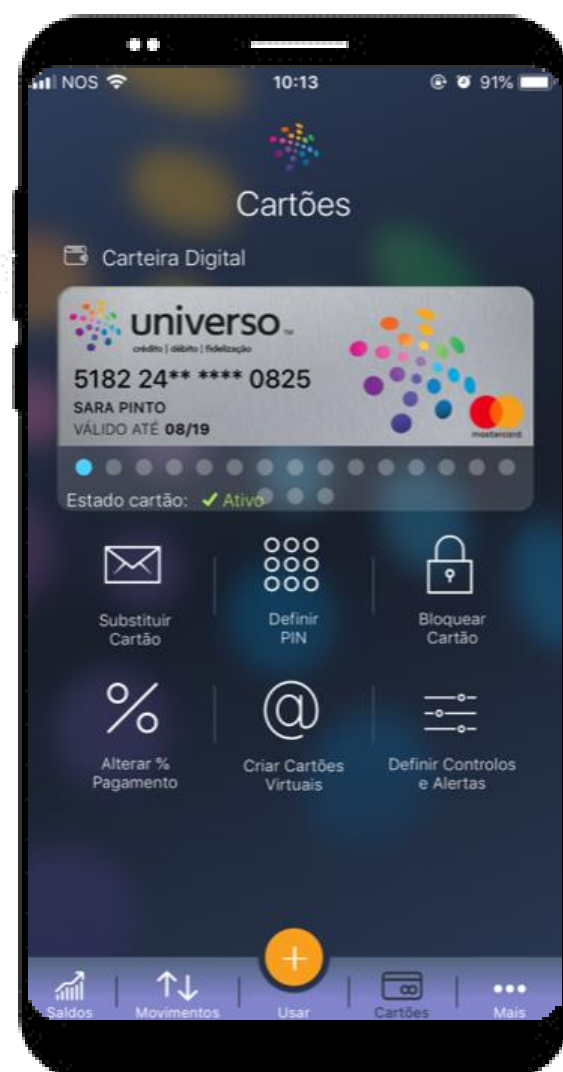 NOS 10:13 91%
Cartões
Carteira Digital
universo
crédito | débito | fidelização
5182 24** **** 0825
SARA PINTO
VÁLIDO ATÉ 08/19
mastercard.
Estado cartão: ✓ Ativo
Substituir
Cartão
Definir
PIN
Bloquear
Cartão
Alterar %
Pagamento
@
Criar Cartões
Virtuais
Definir Controlos
e Alertas
Saldos Movimentos Usar Cartões Mais